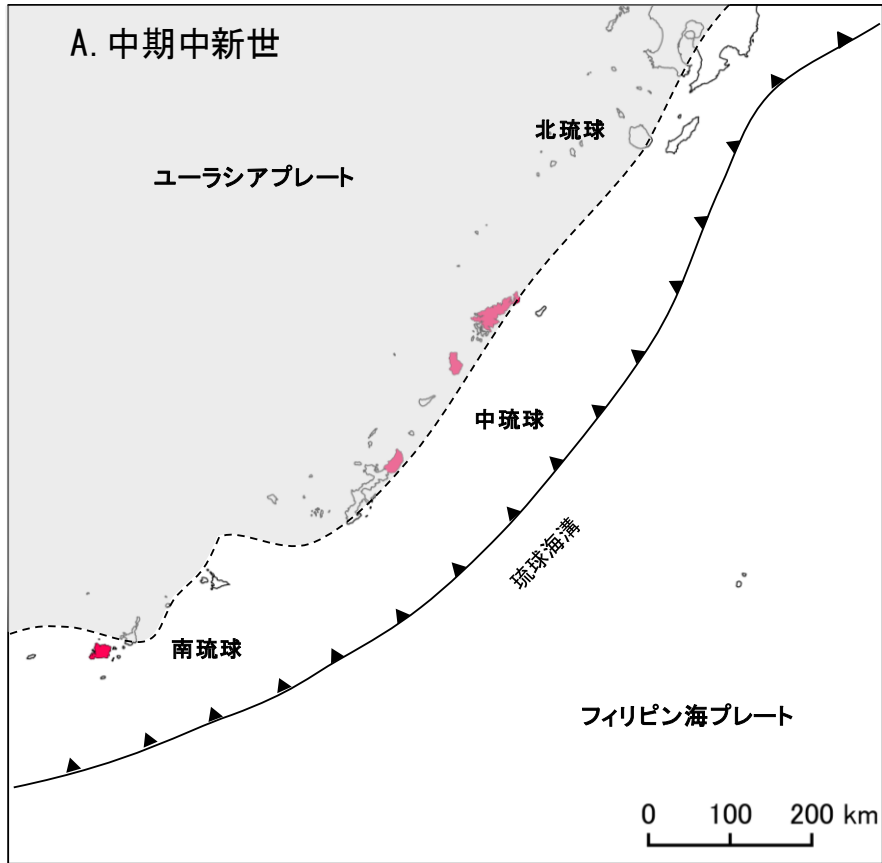 A. 中期中新世
北琉球
ユーラシアプレート
中琉球
琉球海溝
南琉球
フィリピン海プレート
0 100 200 km